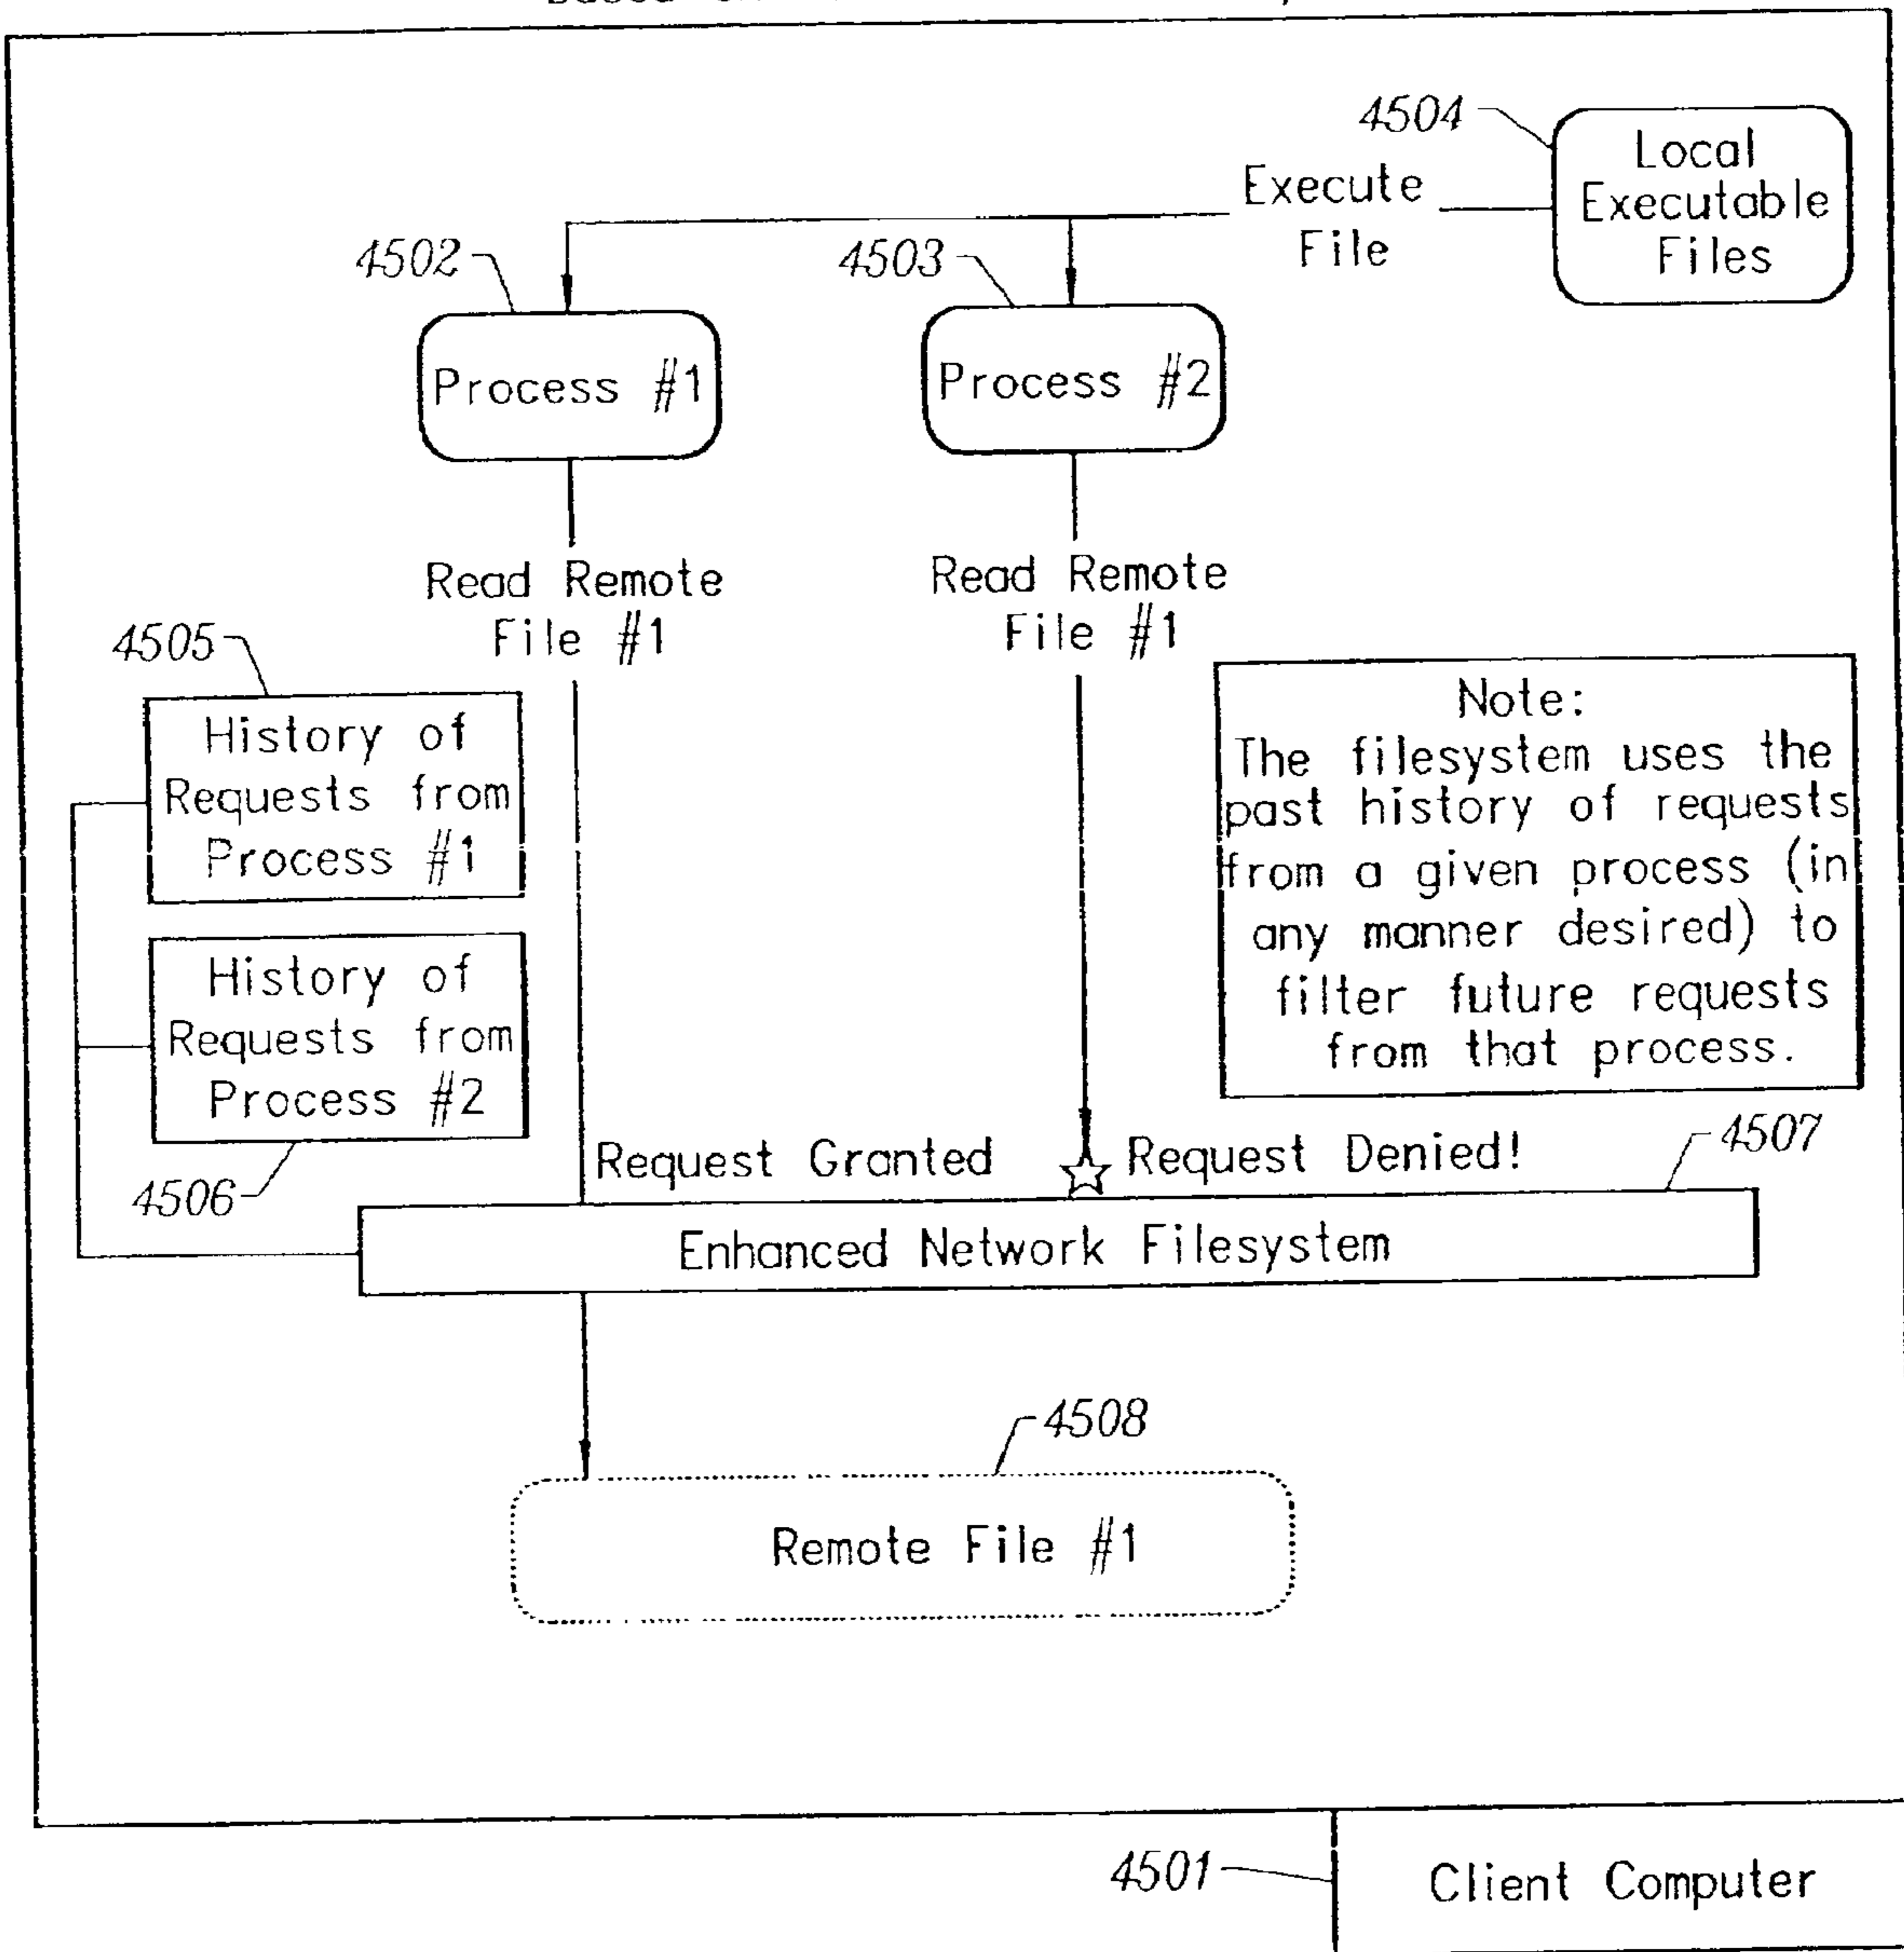 4504
Local
Executable
Files
Execute
File
4502
4503
Process #1
Process #2
Read Remote
File #1
Read Remote
File #1
4505
History of
Requests from
Process #1
History of
Requests from
Process #2
4506
Note:
The filesystem uses the
past history of requests
from a given process (in
any manner desired) to
filter future requests
from that process.
Request Granted
Request Denied!
4507
Enhanced Network Filesystem
4508
Remote File #1
4501
Client Computer